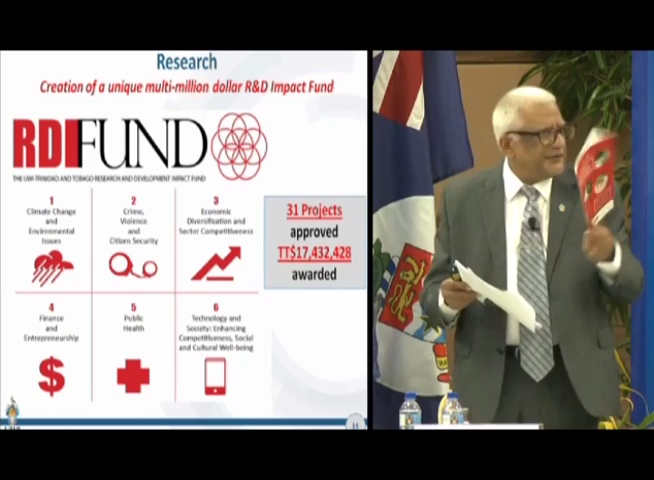 Research
Creation of a unique multi-million dollar R&D Impact Fund
RDIFUND
THE UWI-TRINIDAD AND TOBAGO RESEARCH AND DEVELOPMENT IMPACT FUND
1
Climate Change
and
Environmental
Issues
2
Crime,
Violence
and
Citizen Security
3
Economic
Diversification and
Sector Competitiveness
31 Projects
approved
TT$17,432,428
awarded
4
Finance
and
Entrepreneurship
$
5
Public
Health
6
Technology and
Society: Enhancing
Competitiveness, Social
and Cultural Well-being